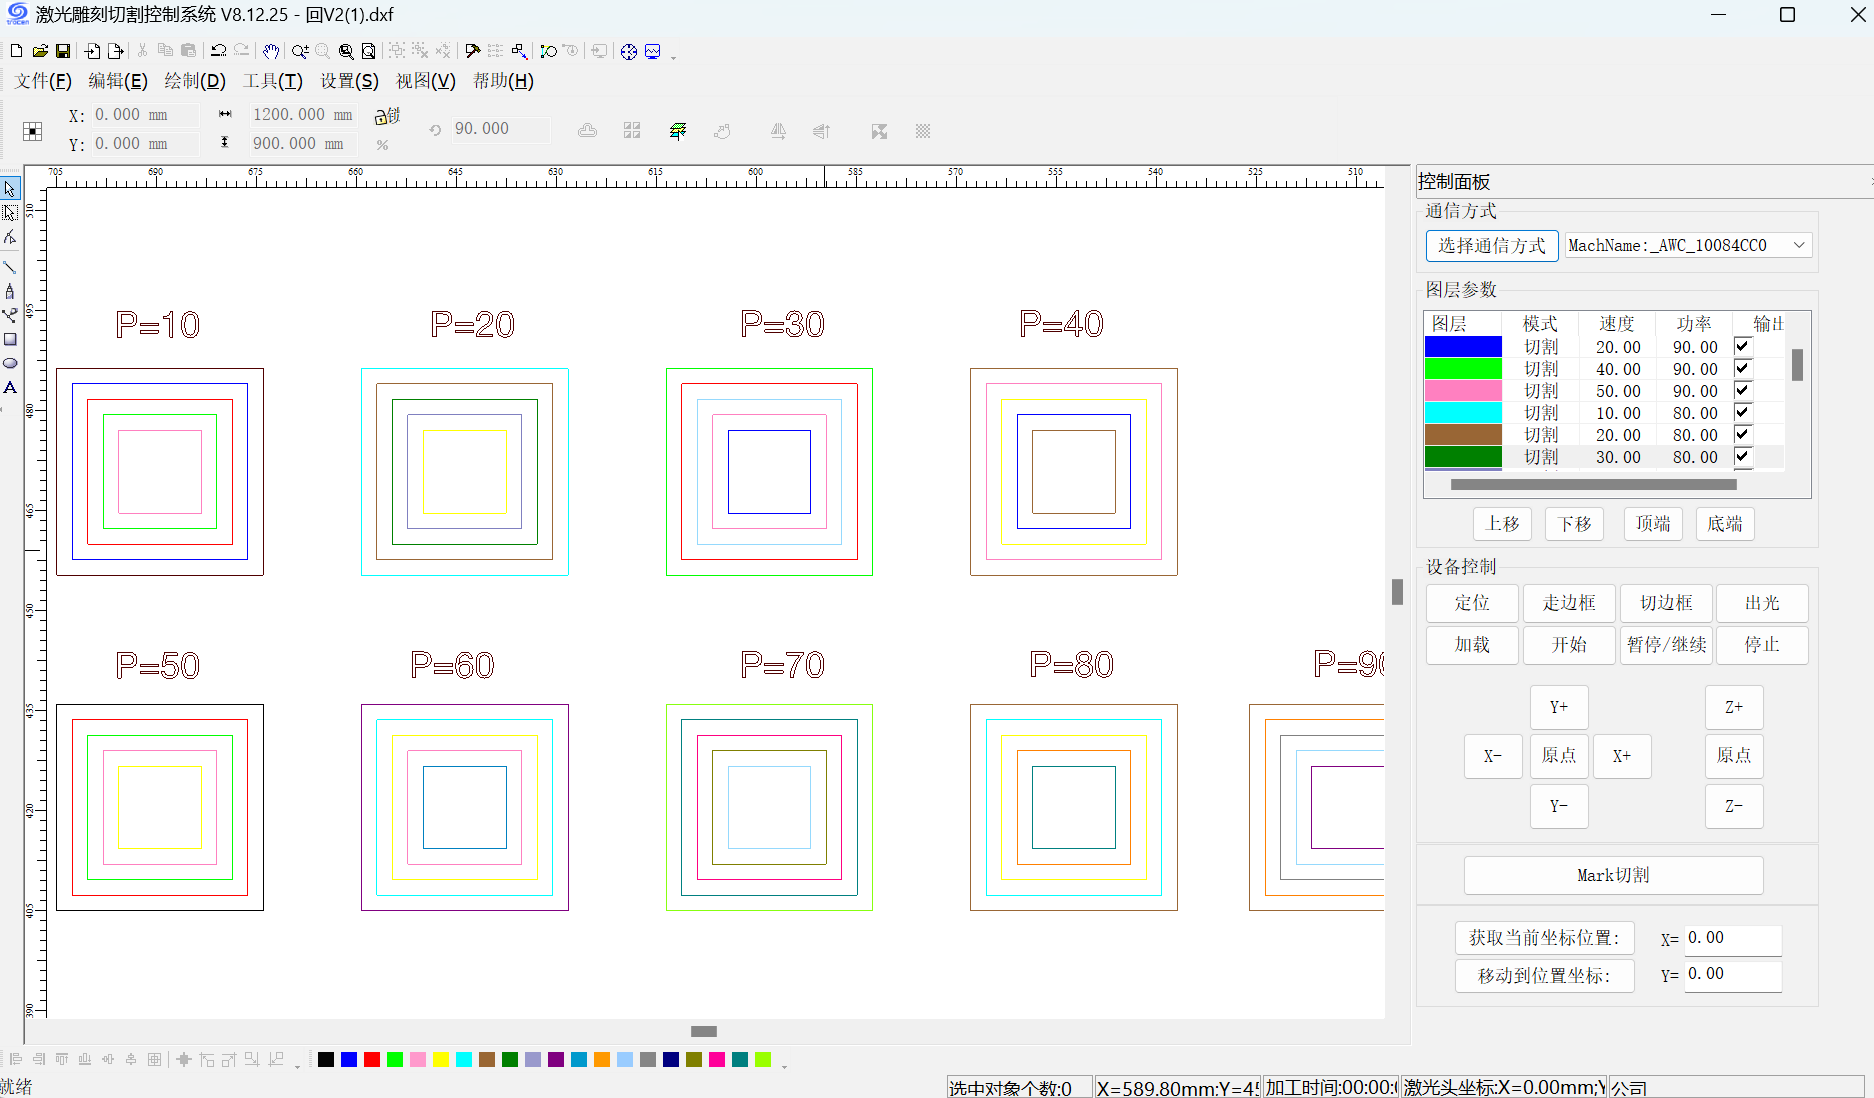 激光雕刻切割控制系统 V8.12.25 - 回V2(1).dxf
文件(F) 编辑(E) 绘制(D) 工具(T) 设置(S) 视图(V) 帮助(H)
X: 0.000 mm 1200.000 mm 锁
Y: 0.000 mm 900.000 mm %
90.000
705 690 675 660 645 630 615 600 585 570 555 540 525 510
510
495
480
465
450
435
420
405
390
P=10 P=20 P=30 P=40
P=50 P=60 P=70 P=80 P=90
控制面板
通信方式
选择通信方式 MachName:_AWC_10084CC0
图层参数
图层 模式 速度 功率 输出
切割 20.00 90.00
切割 40.00 90.00
切割 50.00 90.00
切割 10.00 80.00
切割 20.00 80.00
切割 30.00 80.00
上移 下移 顶端 底端
设备控制
定位 走边框 切边框 出光
加载 开始 暂停/继续 停止
Y+ Z+
X- 原点 X+ 原点
Y- Z-
Mark切割
获取当前坐标位置: X= 0.00
移动到位置坐标: Y= 0.00
就绪
选中对象个数:0 X=589.80mm;Y=45 加工时间:00:00:0 激光头坐标:X=0.00mm;Y 公司